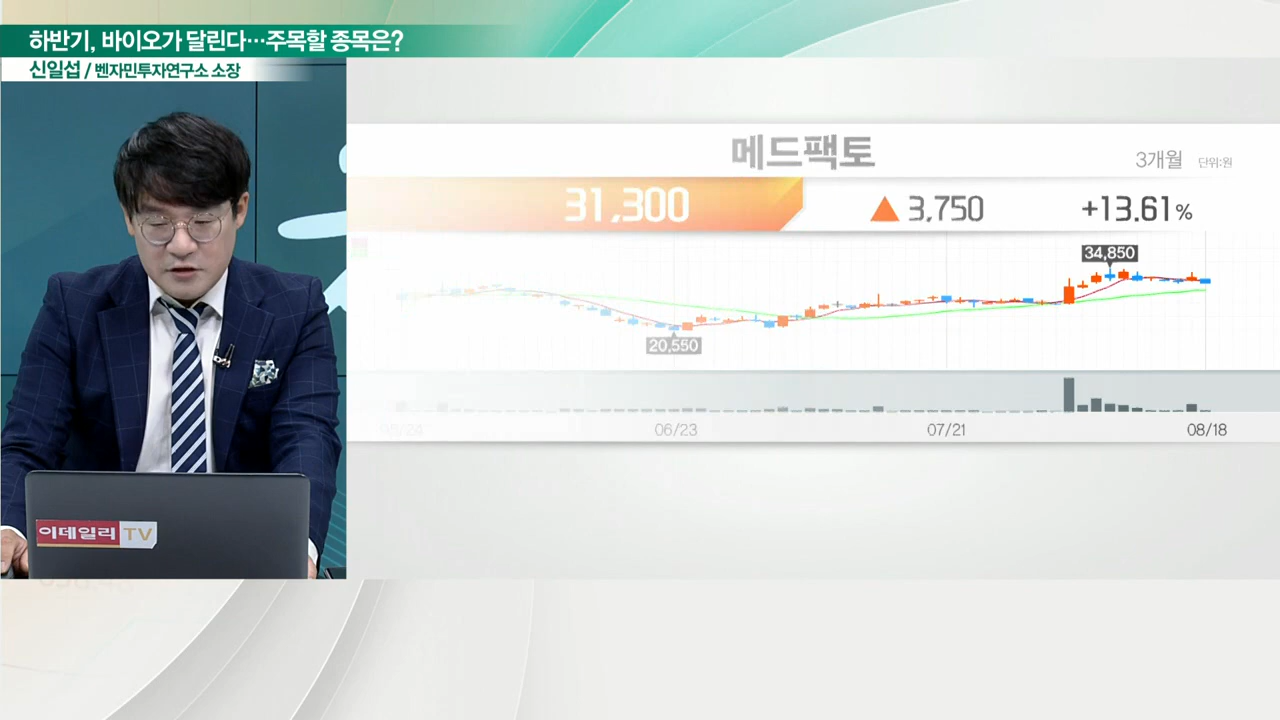 하반기, 바이오가 달린다…주목할 종목은?
신일섭 / 벤자민투자연구소 소장
메드팩토
3개월 단위:원
31,300 ▲ 3,750 +13.61%
34,850
20,550
05/24 06/23 07/21 08/18
이데일리 TV